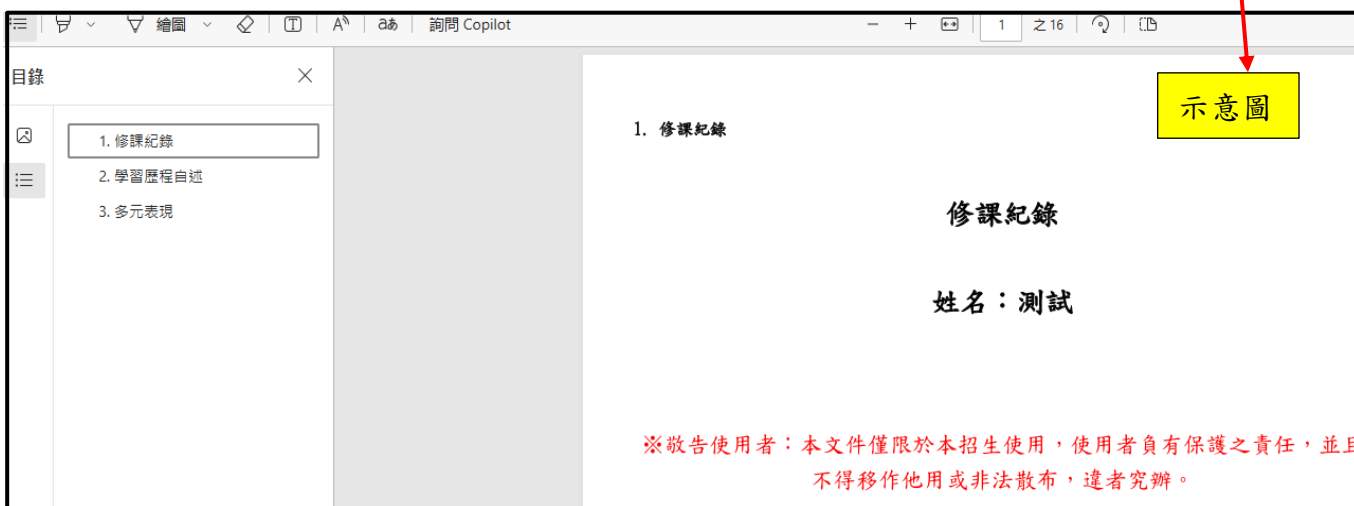 詢問 Copilot
繪圖
aあ
1 之 16
目錄
1. 修課紀錄
2. 學習歷程自述
3. 多元表現
示意圖
1. 修課紀錄
修課紀錄
姓名：測試
※敬告使用者：本文件僅限於本招生使用，使用者負有保護之責任，並且
不得移作他用或非法散布，違者究辦。